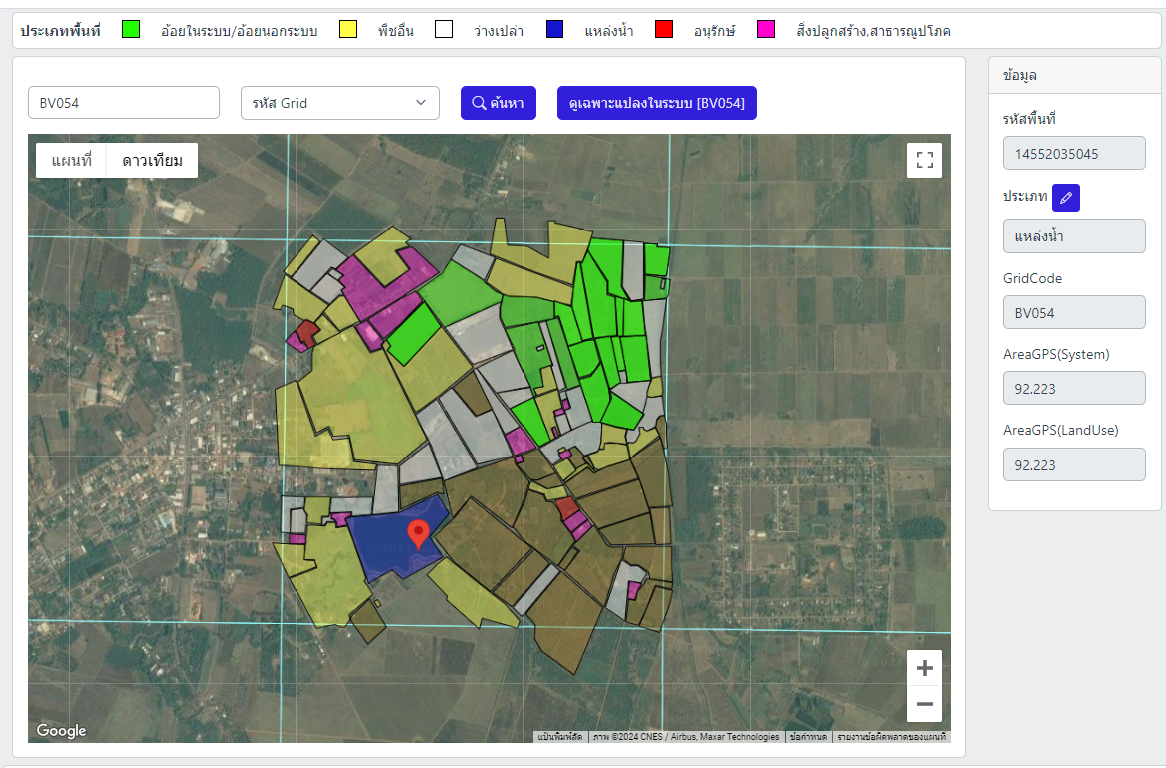 ประเภทพื้นที่ อ้อยในระบบ/อ้อยนอกระบบ พืชอื่น ว่างเปล่า แหล่งน้ำ อนุรักษ์ สิ่งปลูกสร้าง,สาธารณูปโภค
BV054 รหัส Grid ค้นหา ดูเฉพาะแปลงในระบบ [BV054]
แผนที่ ดาวเทียม
Google
แป้นพิมพ์ลัด ภาพ ©2024 CNES / Airbus, Maxar Technologies ข้อกำหนด รายงานข้อผิดพลาดของแผนที่
ข้อมูล
รหัสพื้นที่
14552035045
ประเภท
แหล่งน้ำ
GridCode
BV054
AreaGPS(System)
92.223
AreaGPS(LandUse)
92.223